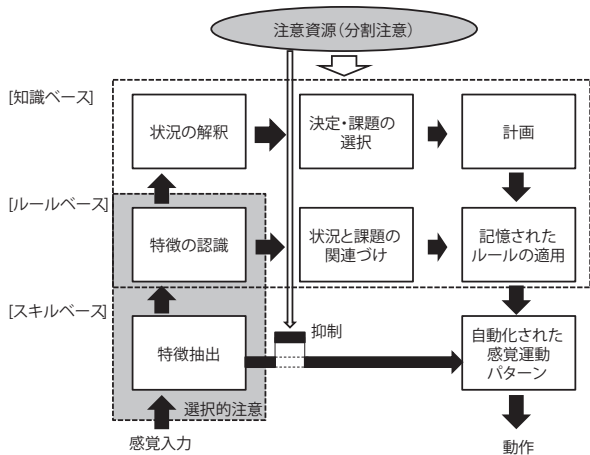 注意資源（分割注意）
[知識ベース]
状況の解釈
決定・課題の
選択
計画
[ルールベース]
特徴の認識
状況と課題の
関連づけ
記憶された
ルールの適用
[スキルベース]
特徴抽出
抑制
自動化された
感覚運動
パターン
選択的注意
感覚入力
動作